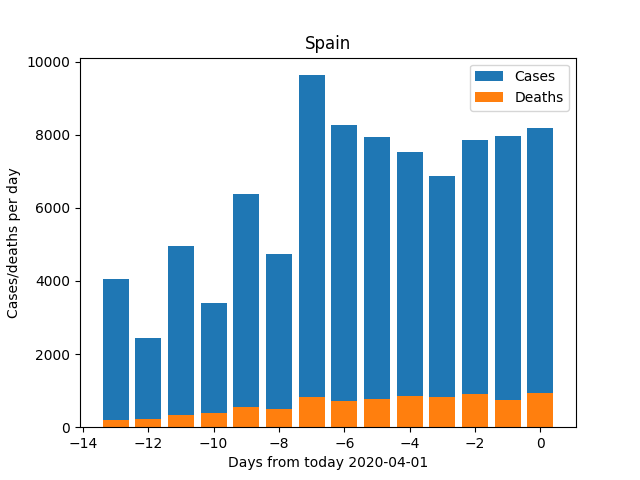 Spain
Cases
Deaths
Cases/deaths per day
10000
8000
6000
4000
2000
0
−14 −12 −10 −8 −6 −4 −2 0
Days from today 2020-04-01